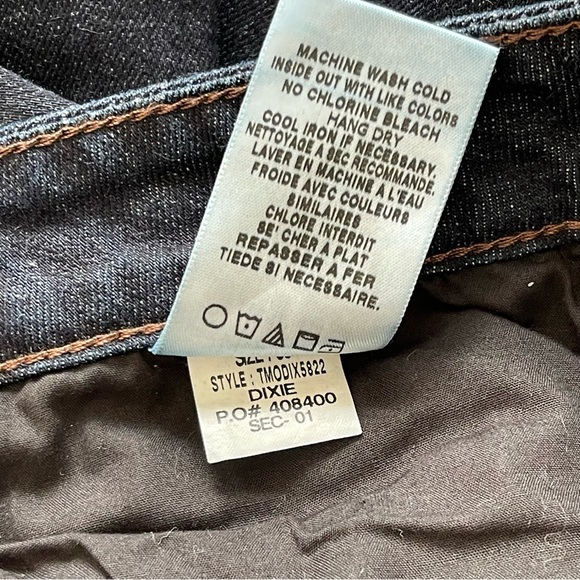 MACHINE WASH COLD
INSIDE OUT WITH LIKE COLORS
NO CHLORINE BLEACH
HANG DRY
COOL IRON IF NECESSARY.
NETTOYAGE A SEC RECOMMANDE.
LAVER EN MACHINE A L'EAU
FROIDE AVEC COULEURS
SIMILAIRES
CHLORE INTERDIT
SE' CHER A PLAT
REPASSER A FER
TIEDE SI NECESSAIRE.
STYLE : TMODIX5822
DIXIE
P.O# 408400
SEC- 01